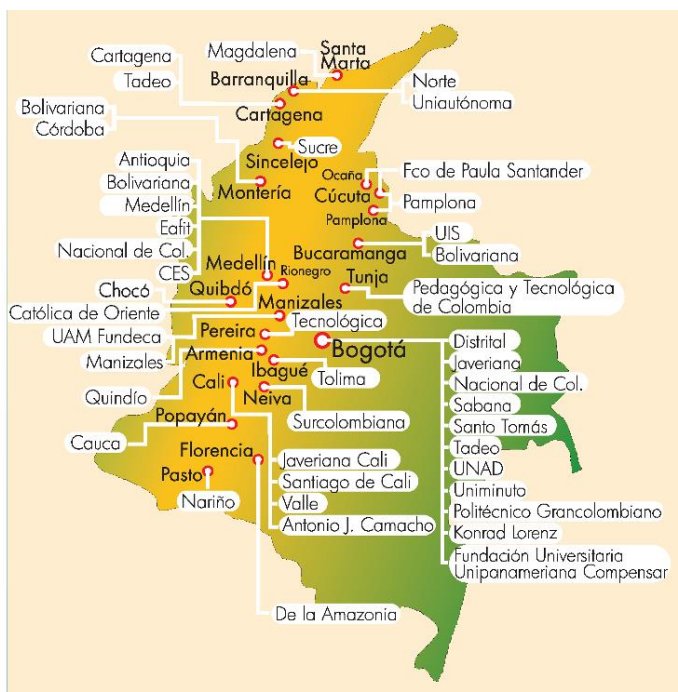 Santa
Marta
Magdalena
Cartagena
Tadeo
Barranquilla
Norte
Uniautónoma
Cartagena
Bolivariana
Córdoba
Sucre
Sincelejo
Montería
Antioquia
Bolivariana
Medellín
Eafit
Nacional de Col.
CES
Ocaña
Fco de Paula Santander
Cúcuta
Pamplona
Pamplona
UIS
Bucaramanga
Bolivariana
Medellín
Rionegro
Tunja
Chocó
Quibdó
Pedagógica y Tecnológica
de Colombia
Católica de Oriente
Manizales
UAM Fundeca
Tecnológica
Pereira
Manizales
Armenia
Bogotá
Ibagué
Tolima
Quindío
Cali
Neiva
Surcolombiana
Popayán
Cauca
Florencia
Pasto
Nariño
Javeriana Cali
Santiago de Cali
Valle
Antonio J. Camacho
De la Amazonia
Distrital
Javeriana
Nacional de Col.
Sabana
Santo Tomás
Tadeo
UNAD
Uniminuto
Politécnico Grancolombiano
Konrad Lorenz
Fundación Universitaria
Unipanameriana Compensar